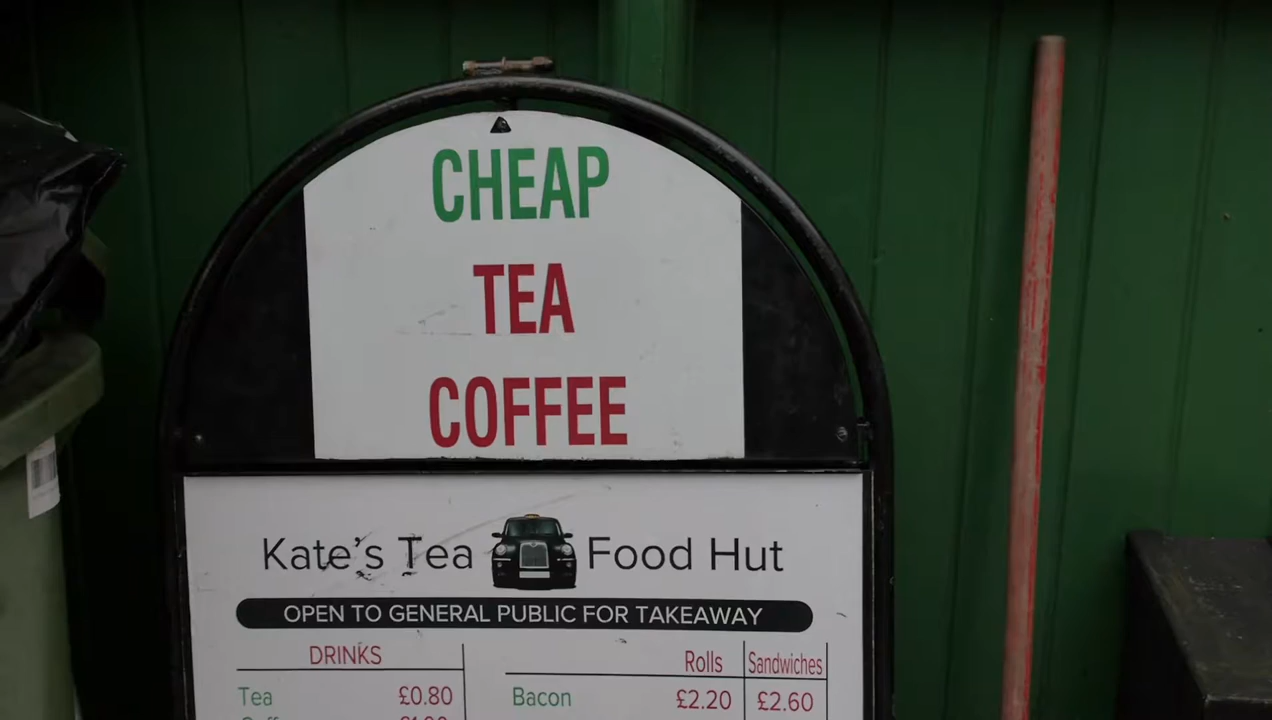 CHEAP
TEA
COFFEE
Kate's Tea Food Hut
OPEN TO GENERAL PUBLIC FOR TAKEAWAY
DRINKS
Tea £0.80
Rolls Sandwiches
Bacon £2.20 £2.60